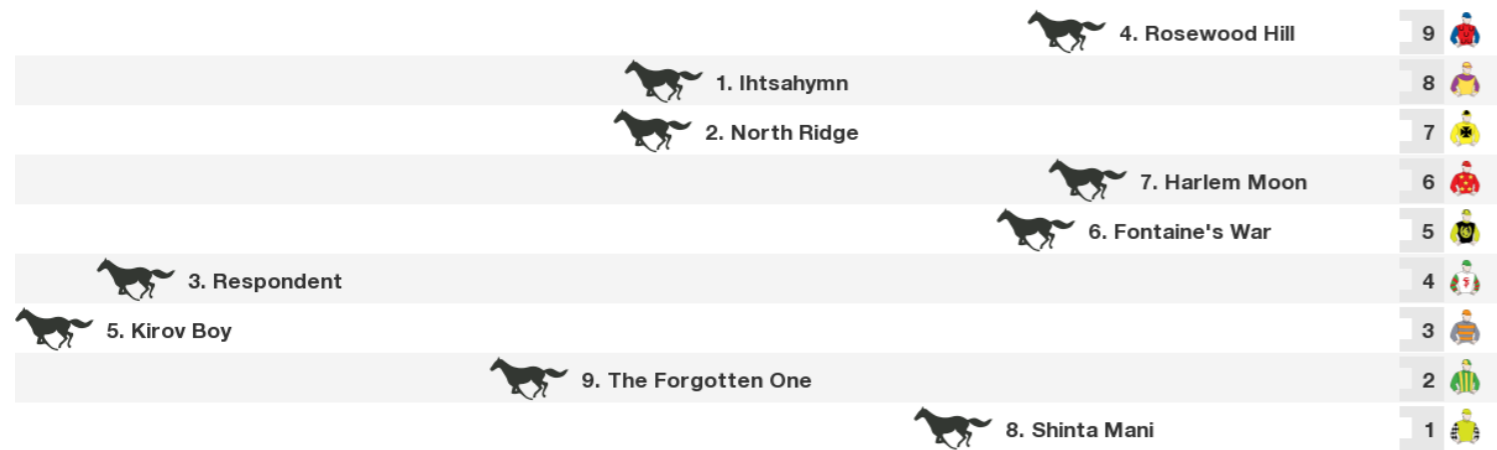 4. Rosewood Hill 9
1. Ihtsahymn 8
2. North Ridge 7
7. Harlem Moon 6
6. Fontaine's War 5
3. Respondent 4
5. Kirov Boy 3
9. The Forgotten One 2
8. Shinta Mani 1